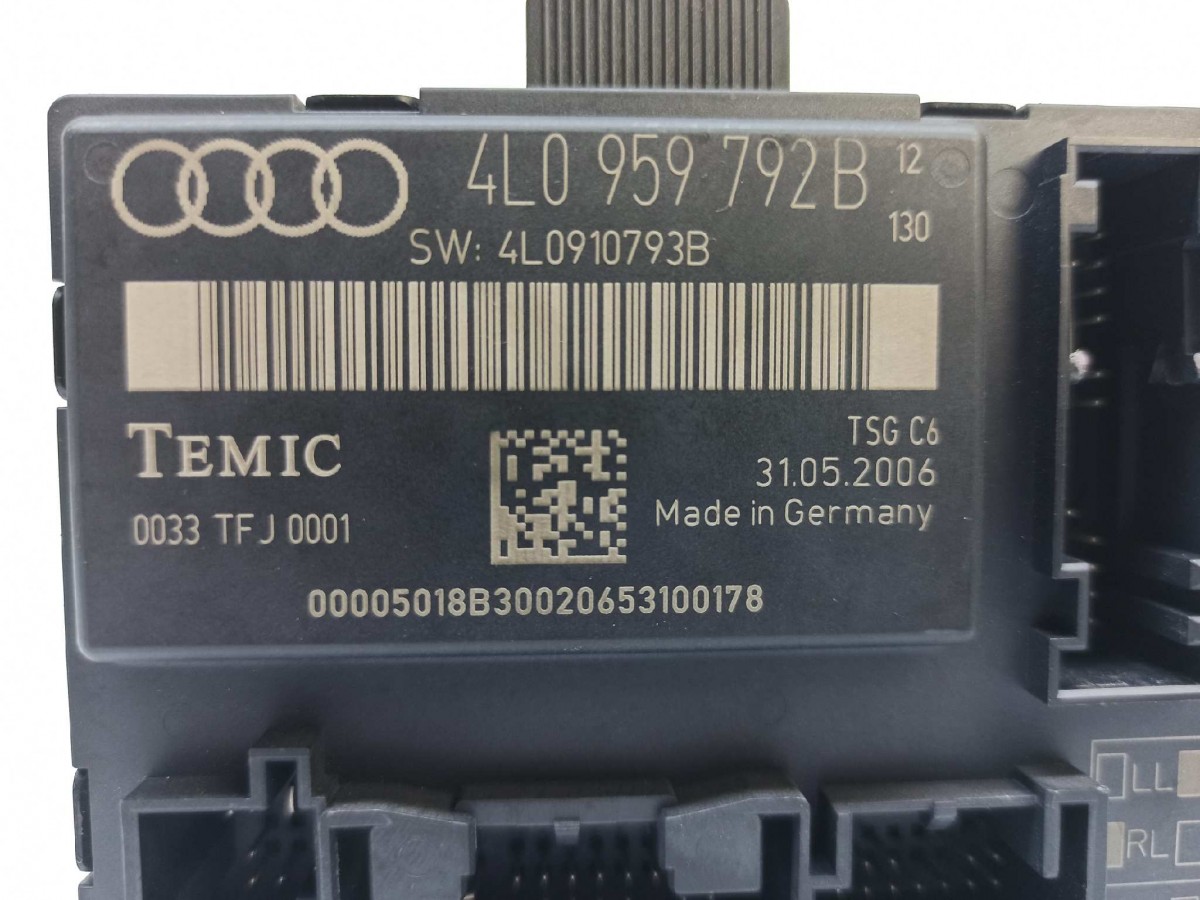 4L0 959 792B 12
130
SW: 4L0910793B
TEMIC
TSG C6
31.05.2006
0033 TFJ 0001
Made in Germany
00005018B30020653100178
LL
RL